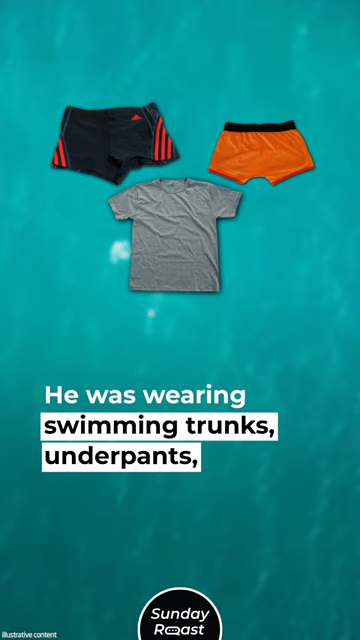 He was wearing
swimming trunks,
underpants,
Sunday
Roast
illustrative content